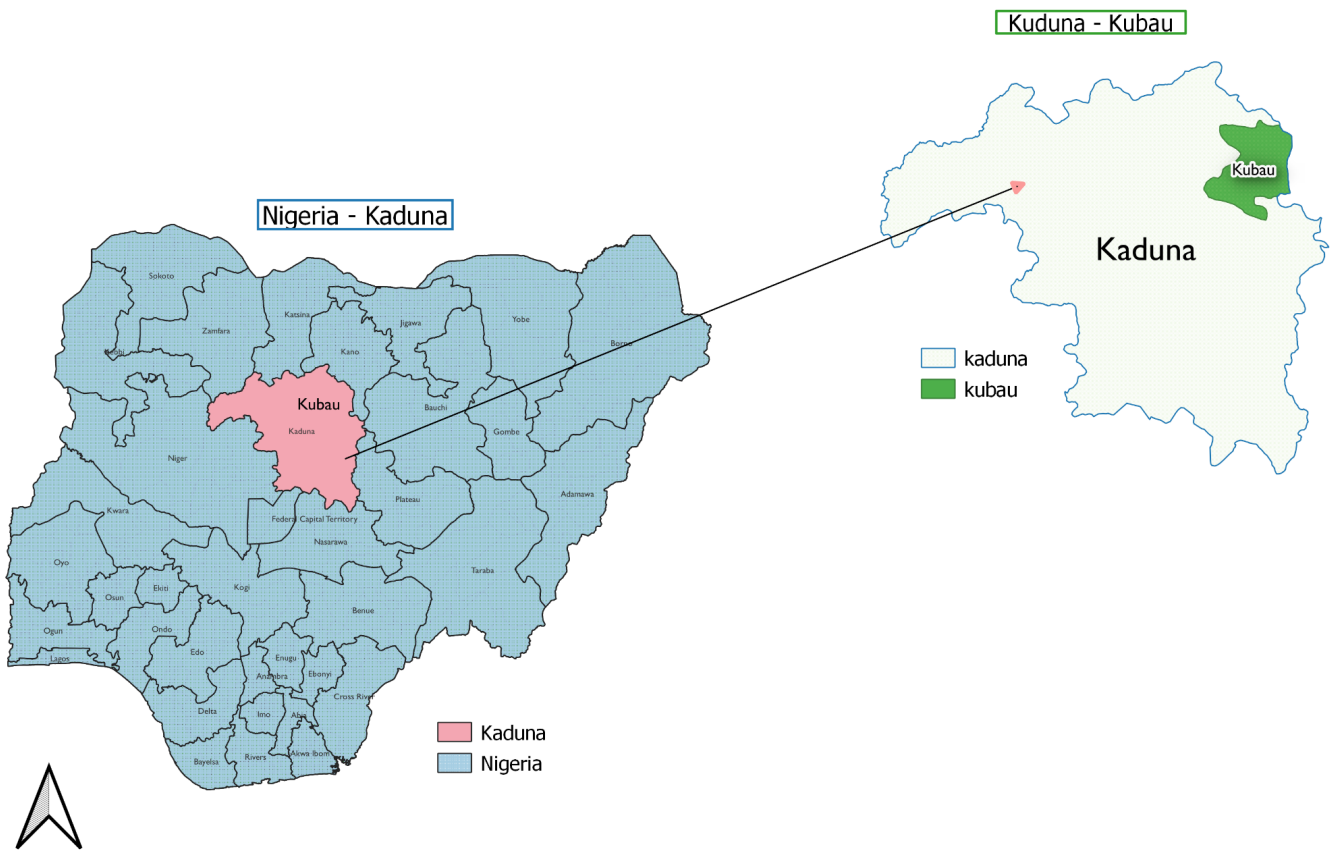 Kuduna - Kubau
Kubau
Kaduna
kaduna
kubau
Nigeria - Kaduna
Sokoto
Zamfara
Katsina
Jigawa
Yobe
Borno
Kebbi
Kano
Kubau
Kaduna
Bauchi
Gombe
Niger
Adamawa
Plateau
Kwara
Federal Capital Territory
Nasarawa
Oyo
Taraba
Osun
Ekiti
Kogi
Benue
Ogun
Ondo
Edo
Lagos
Enugu
Anambra
Ebonyi
Cross River
Delta
Imo
Abia
Bayelsa
Rivers
Akwa Ibom
Kaduna
Nigeria